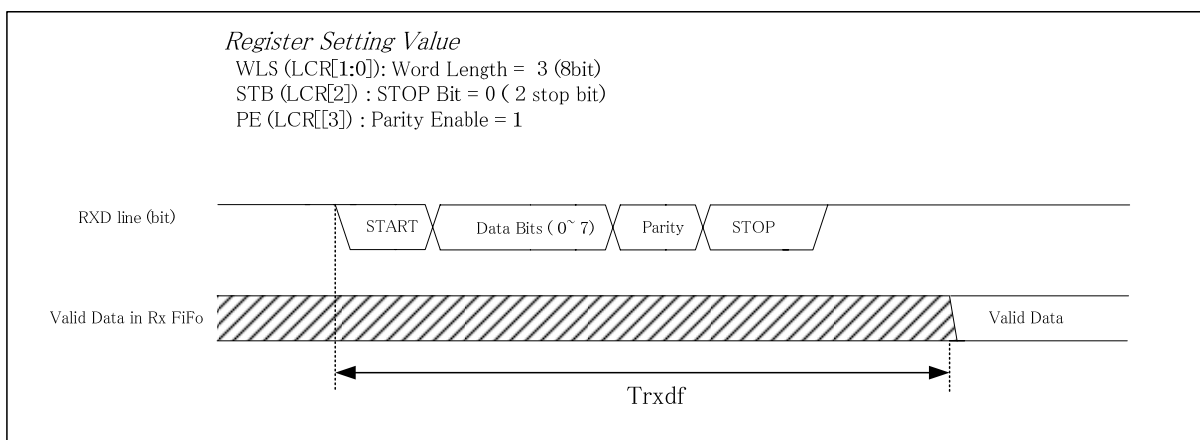 Register Setting Value
WLS (LCR[1:0]): Word Length = 3 (8bit)
STB (LCR[2]) : STOP Bit = 0 ( 2 stop bit)
PE (LCR[[3]) : Parity Enable = 1
RXD line (bit)
START
Data Bits ( 0~ 7)
Parity
STOP
Valid Data in Rx FiFo
Valid Data
Trxdf